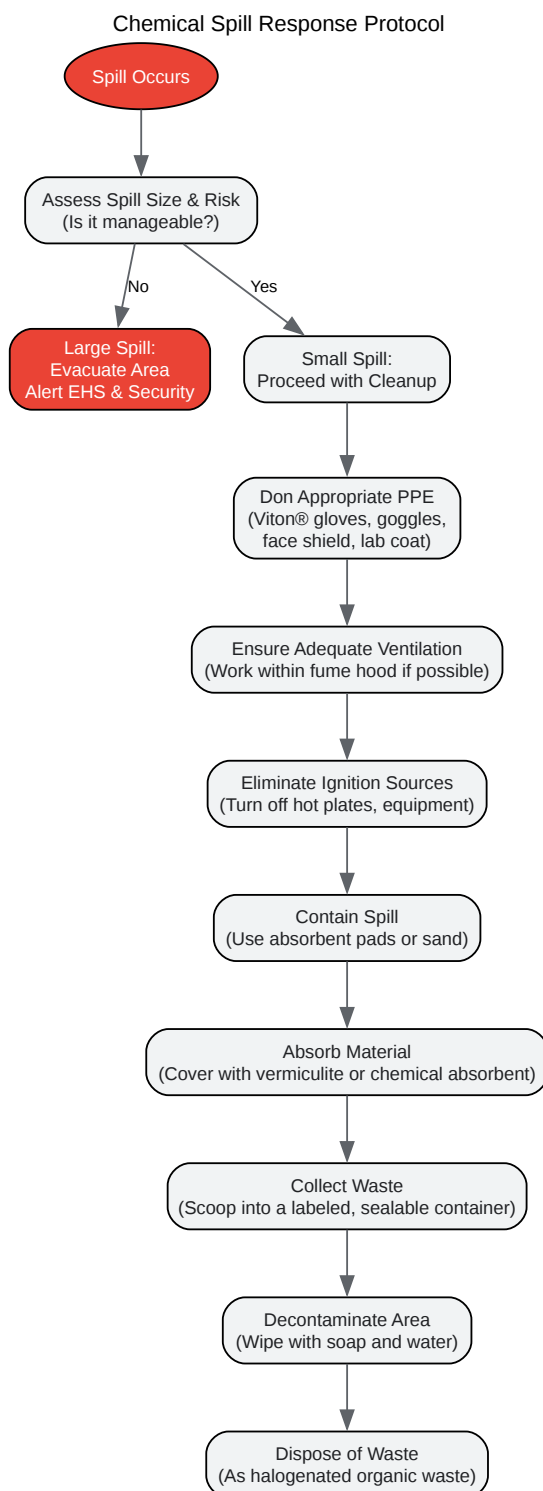 Chemical Spill Response Protocol
Spill Occurs
Assess Spill Size & Risk
(Is it manageable?)
No
Yes
Large Spill:
Evacuate Area
Alert EHS & Security
Small Spill:
Proceed with Cleanup
Don Appropriate PPE
(Viton® gloves, goggles,
face shield, lab coat)
Ensure Adequate Ventilation
(Work within fume hood if possible)
Eliminate Ignition Sources
(Turn off hot plates, equipment)
Contain Spill
(Use absorbent pads or sand)
Absorb Material
(Cover with vermiculite or chemical absorbent)
Collect Waste
(Scoop into a labeled, sealable container)
Decontaminate Area
(Wipe with soap and water)
Dispose of Waste
(As halogenated organic waste)